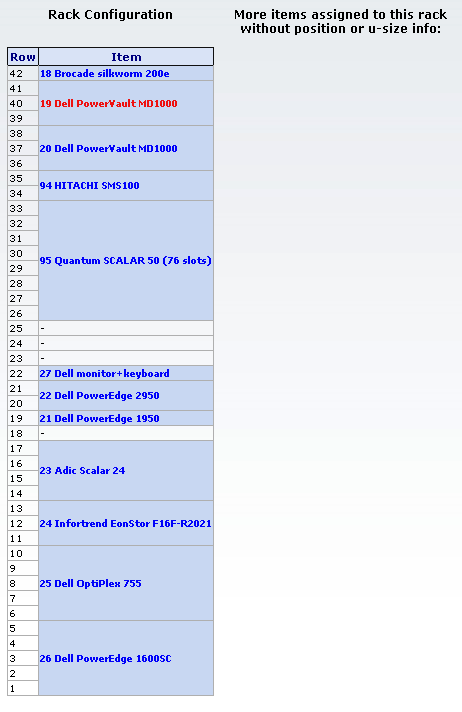 Rack Configuration
More items assigned to this rack
without position or u-size info:
Row Item
42 18 Brocade silkworm 200e
41
40 19 Dell PowerVault MD1000
39
38
37 20 Dell PowerVault MD1000
36
35
94 HITACHI SMS100
34
33
32
31
30
95 Quantum SCALAR 50 (76 slots)
29
28
27
26
25 -
24 -
23 -
22 27 Dell monitor+keyboard
21
22 Dell PowerEdge 2950
20
19 21 Dell PowerEdge 1950
18 -
17
16
23 Adic Scalar 24
15
14
13
12 24 Infortrend EonStor F16F-R2021
11
10
9
8 25 Dell OptiPlex 755
7
6
5
4
3 26 Dell PowerEdge 1600SC
2
1